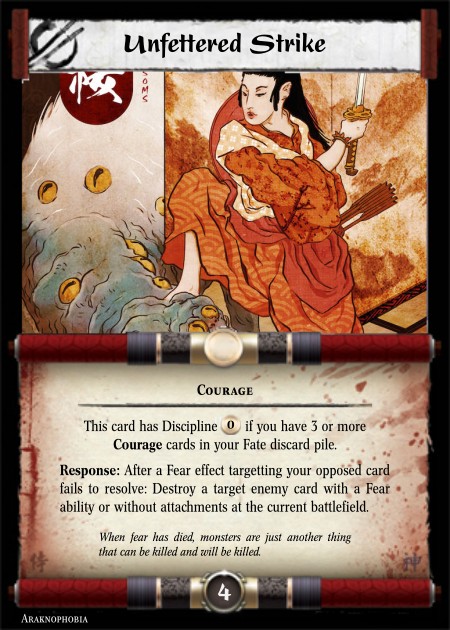 Unfettered Strike
SOMS
Courage
This card has Discipline 0 if you have 3 or more
Courage cards in your Fate discard pile.
Response: After a Fear effect targetting your opposed card
fails to resolve: Destroy a target enemy card with a Fear
ability or without attachments at the current battlefield.
When fear has died, monsters are just another thing
that can be killed and will be killed.
4
Araknophobia